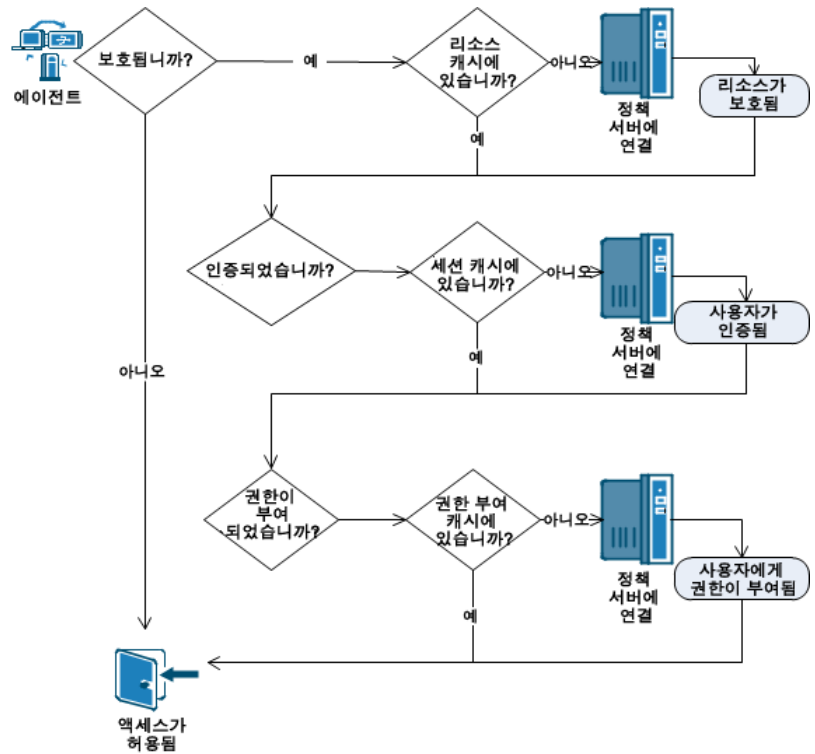 에이전트
보호됩니까?
예
리소스
캐시에
있습니까?
아니오
정책
서버에
연결
리소스가
보호됨
예
인증되었습니까?
세션 캐시에
있습니까?
아니오
정책
서버에
연결
사용자가
인증됨
예
아니오
권한이
부여
되었습니까?
권한 부여
캐시에
있습니까?
아니오
정책
서버에
연결
사용자에게
권한이 부여됨
예
액세스가
허용됨